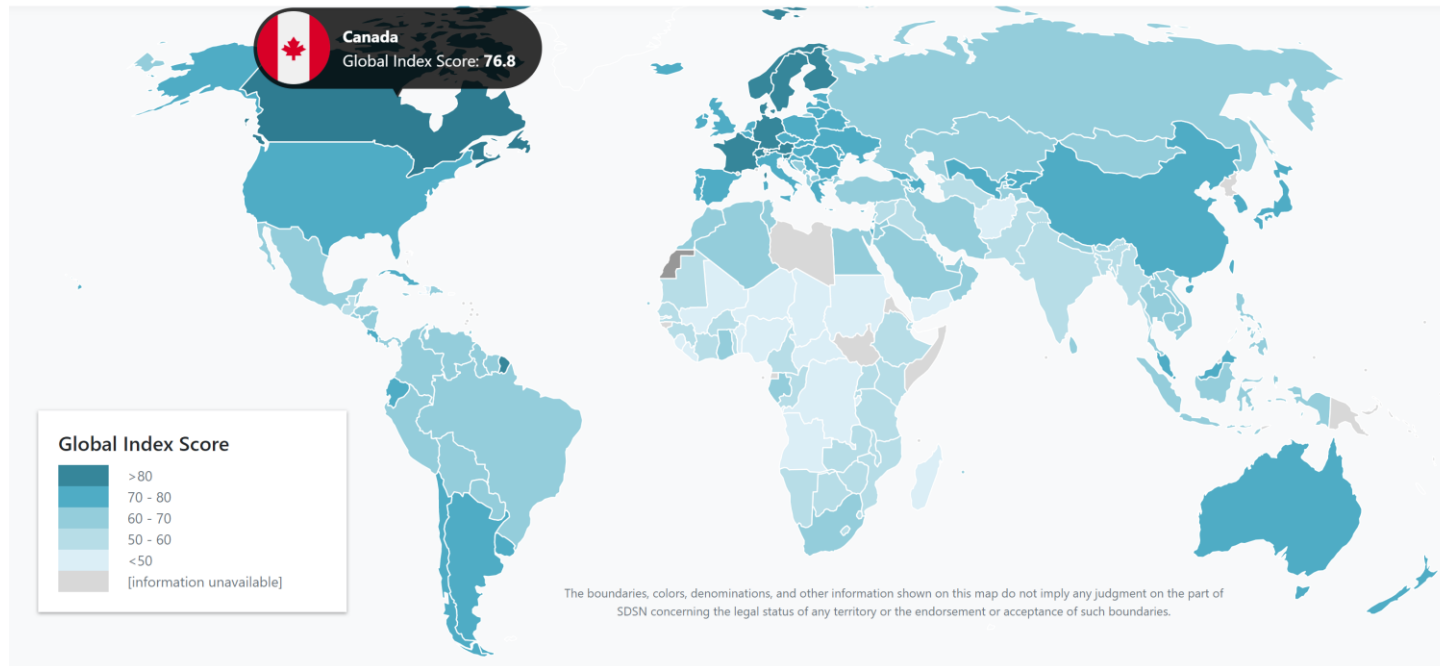 Canada
Global Index Score: 76.8
Global Index Score
>80
70 - 80
60 - 70
50 - 60
<50
[information unavailable]
The boundaries, colors, denominations, and other information shown on this map do not imply any judgment on the part of
SDSN concerning the legal status of any territory or the endorsement or acceptance of such boundaries.